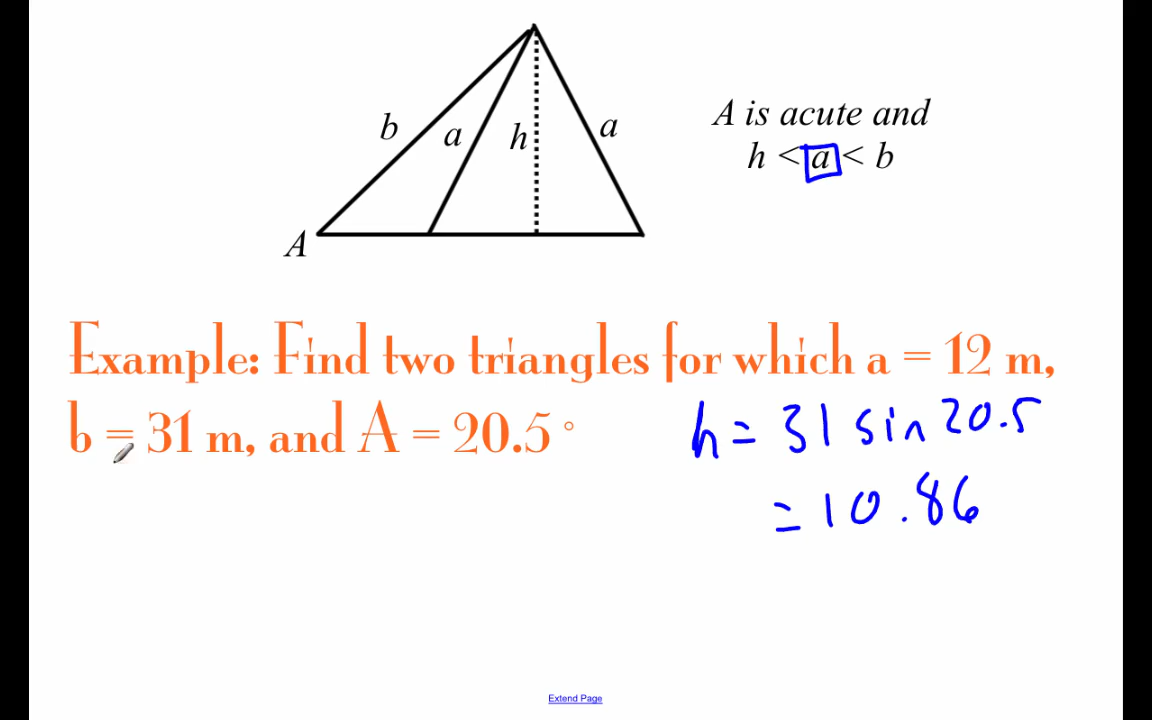 b
a
h
a
A
A is acute and
h < a < b
Example: Find two triangles for which a = 12 m,
b = 31 m, and A = 20.5 °
h = 31 sin 20.5
= 10.86
Extend Page